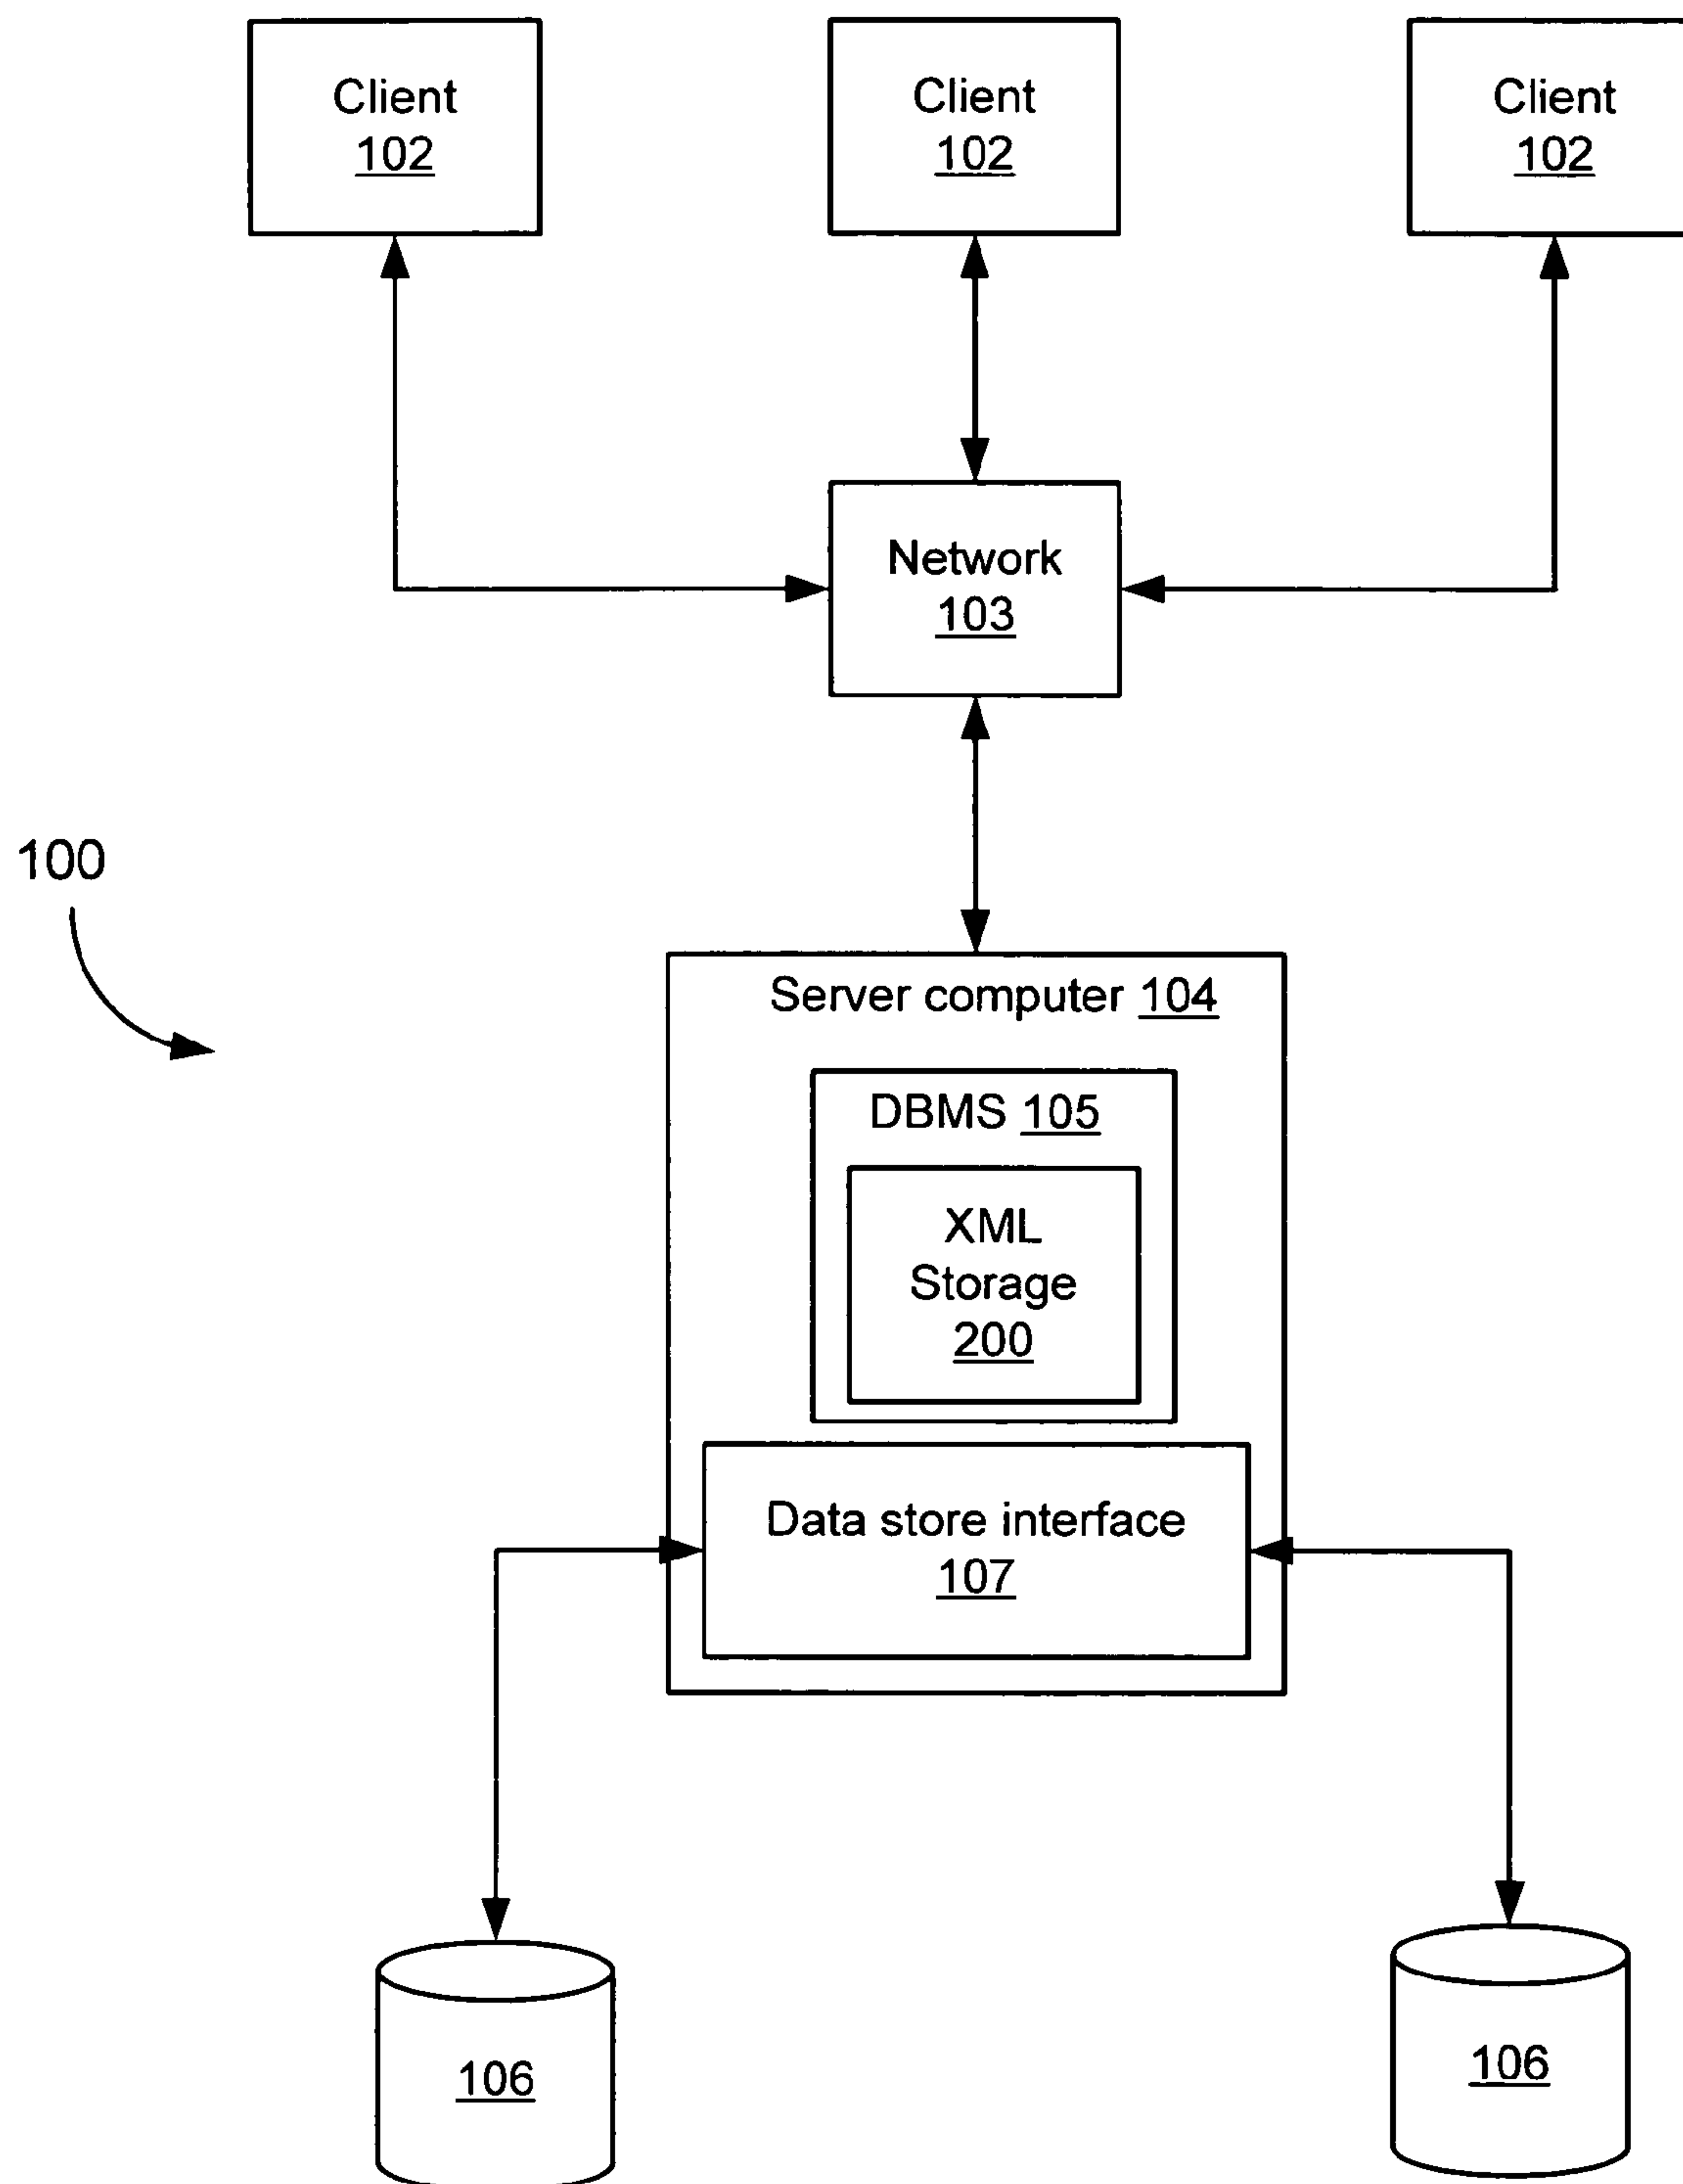 Client
102
Client
102
Client
102
Network
103
100
Server computer 104
DBMS 105
XML
Storage
200
Data store interface
107
106
106